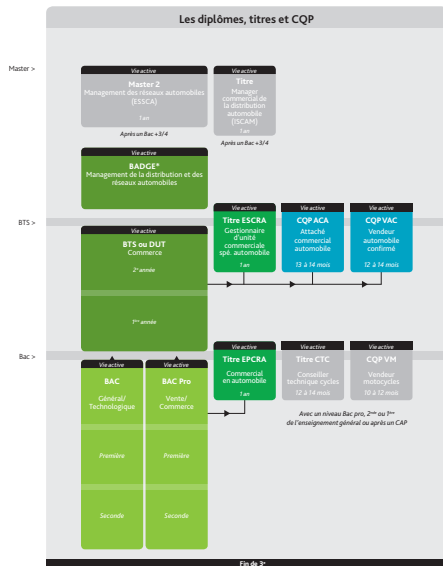 Les diplômes, titres et CQP
Master >
Vie active
Master 2
Management des réseaux automobiles
(ESSCA)
1 an
Après un Bac +3/4
Vie active
Titre
Manager
commercial de
la distribution
automobile
(ISCAM)
1 an
Après un Bac +3/4
Vie active
BADGE*
Management de la distribution et des
réseaux automobiles
BTS >
Vie active
BTS ou DUT
Commerce
2e année
1ère année
Vie active
Titre ESCRA
Gestionnaire
d'unité
commerciale
spé. automobile
1 an
Vie active
CQP ACA
Attaché
commercial
automobile
13 à 14 mois
Vie active
CQP VAC
Vendeur
automobile
confirmé
12 à 14 mois
Bac >
Vie active
BAC
Général/
Technologique
Première
Seconde
Vie active
BAC Pro
Vente/
Commerce
Première
Seconde
Vie active
Titre EPCRA
Commercial
en automobile
1 an
Vie active
Titre CTC
Conseiller
technique cycles
12 à 14 mois
Vie active
CQP VM
Vendeur
motocycles
10 à 12 mois
Avec un niveau Bac pro, 2nde ou 1ère
de l'enseignement général ou après un CAP
Fin de 3e